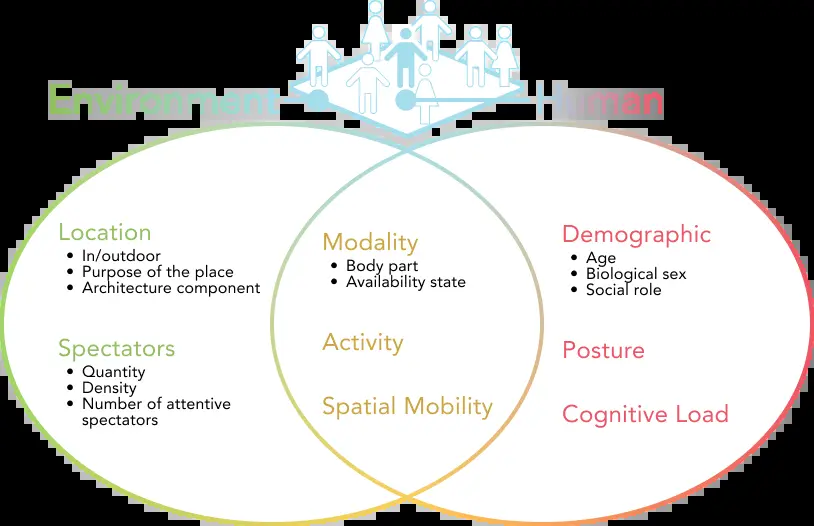 Environment
Human
Location
• In/outdoor
• Purpose of the place
• Architecture component
Spectators
• Quantity
• Density
• Number of attentive
spectators
Modality
• Body part
• Availability state
Activity
Spatial Mobility
Demographic
• Age
• Biological sex
• Social role
Posture
Cognitive Load